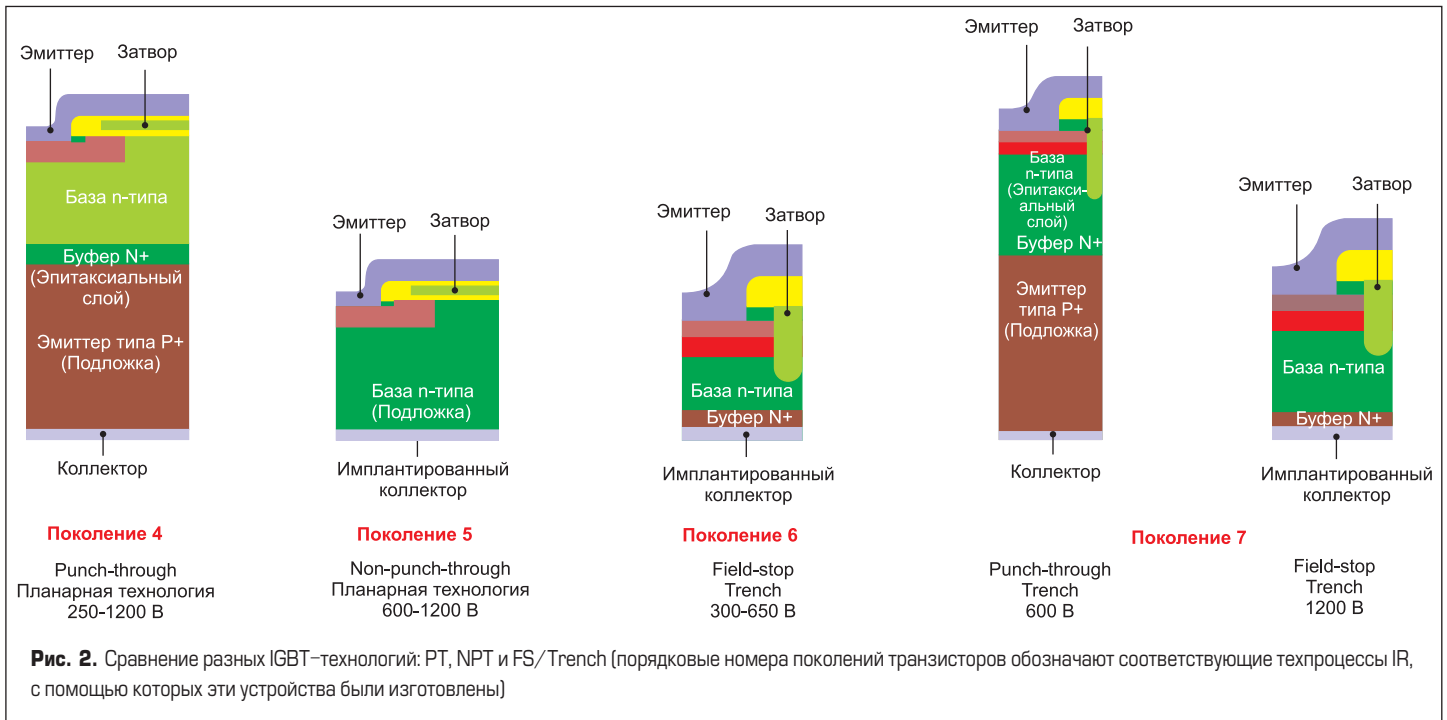 Эмиттер
Затвор
База n-типа
Буфер N+
(Эпитаксиальный
слой)
Эмиттер типа P+
(Подложка)
Коллектор
Поколение 4
Punch-through
Планарная технология
250-1200 В
Эмиттер
Затвор
База n-типа
(Подложка)
Имплантированный
коллектор
Поколение 5
Non-punch-through
Планарная технология
600-1200 В
Эмиттер
Затвор
База n-типа
Буфер N+
Имплантированный
коллектор
Поколение 6
Field-stop
Trench
300-650 В
Эмиттер
Затвор
База
n-типа
(Эпитакси-
альный
слой)
Буфер N+
Эмиттер
типа P+
(Подложка)
Коллектор
Поколение 7
Punch-through
Trench
600 В
Эмиттер
Затвор
База n-типа
Буфер N+
Имплантированный
коллектор
Field-stop
Trench
1200 В
Рис. 2. Сравнение разных IGBT–технологий: PT, NPT и FS/Trench (порядковые номера поколений транзисторов обозначают соответствующие техпроцессы IR,
с помощью которых эти устройства были изготовлены)